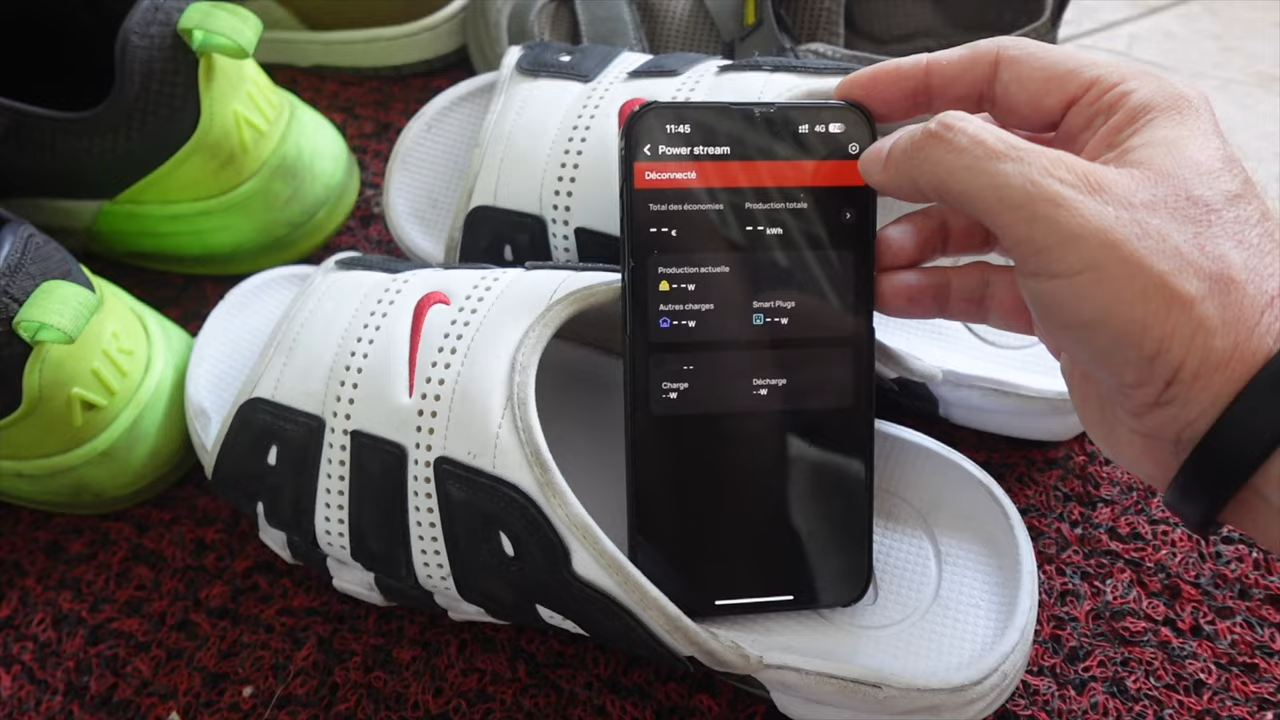 AIR
AIR
11:45
4G 74
Power stream
Déconnecté
Total des économies
Production totale
-- €
-- kWh
Production actuelle
-- W
Autres charges
Smart Plugs
-- W
-- W
--
Charge
Décharge
--W
--W